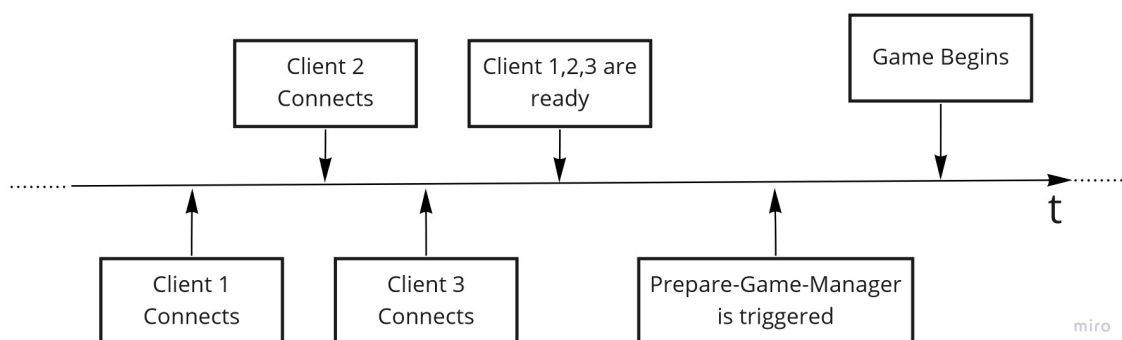 Client 2
Connects
Client 1,2,3 are
ready
Game Begins
t
Client 1
Connects
Client 3
Connects
Prepare-Game-Manager
is triggered
miro